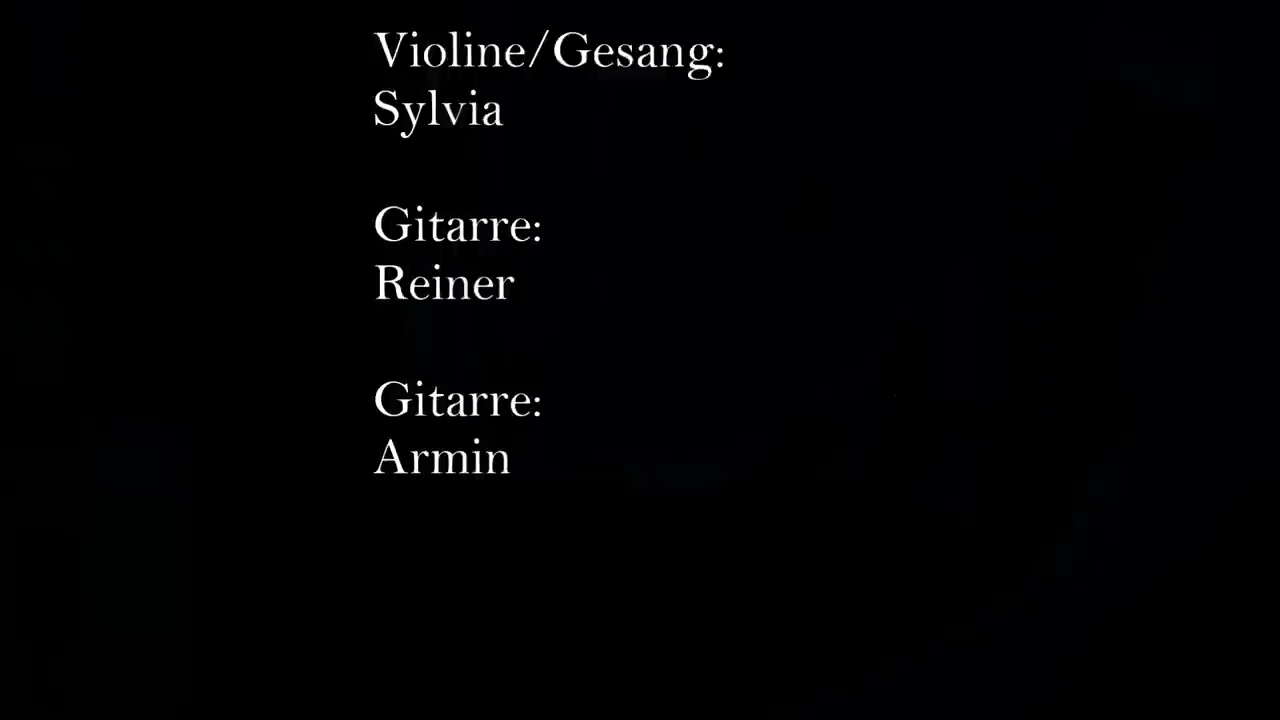 Violine/Gesang:
Sylvia
Gitarre:
Reiner
Gitarre:
Armin